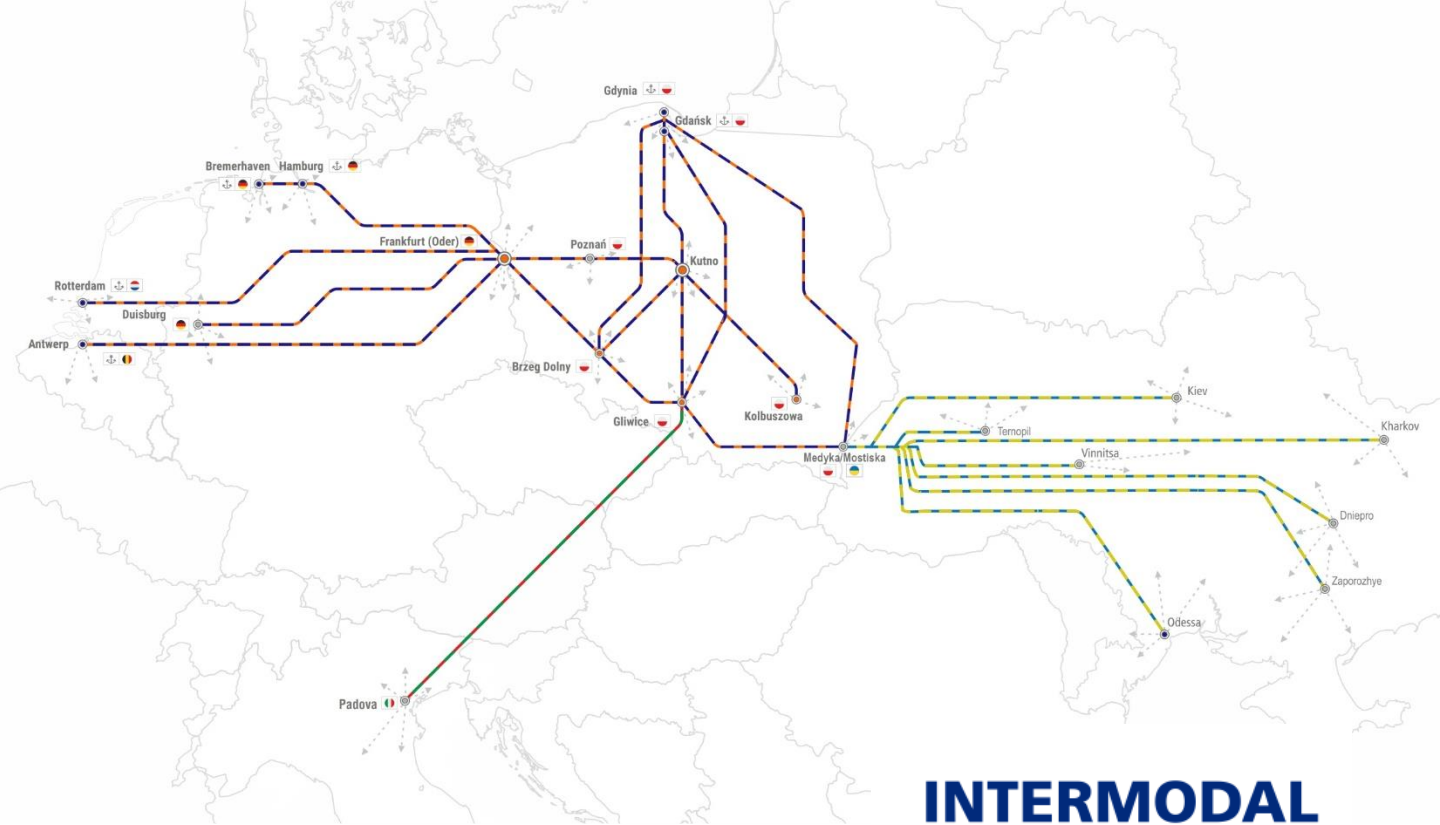 Gdynia
Gdańsk
Bremerhaven Hamburg
Frankfurt (Oder)
Poznań
Kutno
Rotterdam
Duisburg
Antwerp
Brzeg Dolny
Gliwice
Kolbuszowa
Kiev
Ternopil
Kharkov
Medyka/Mostiska
Vinnitsa
Dniepro
Zaporozhye
Odessa
Padova
INTERMODAL